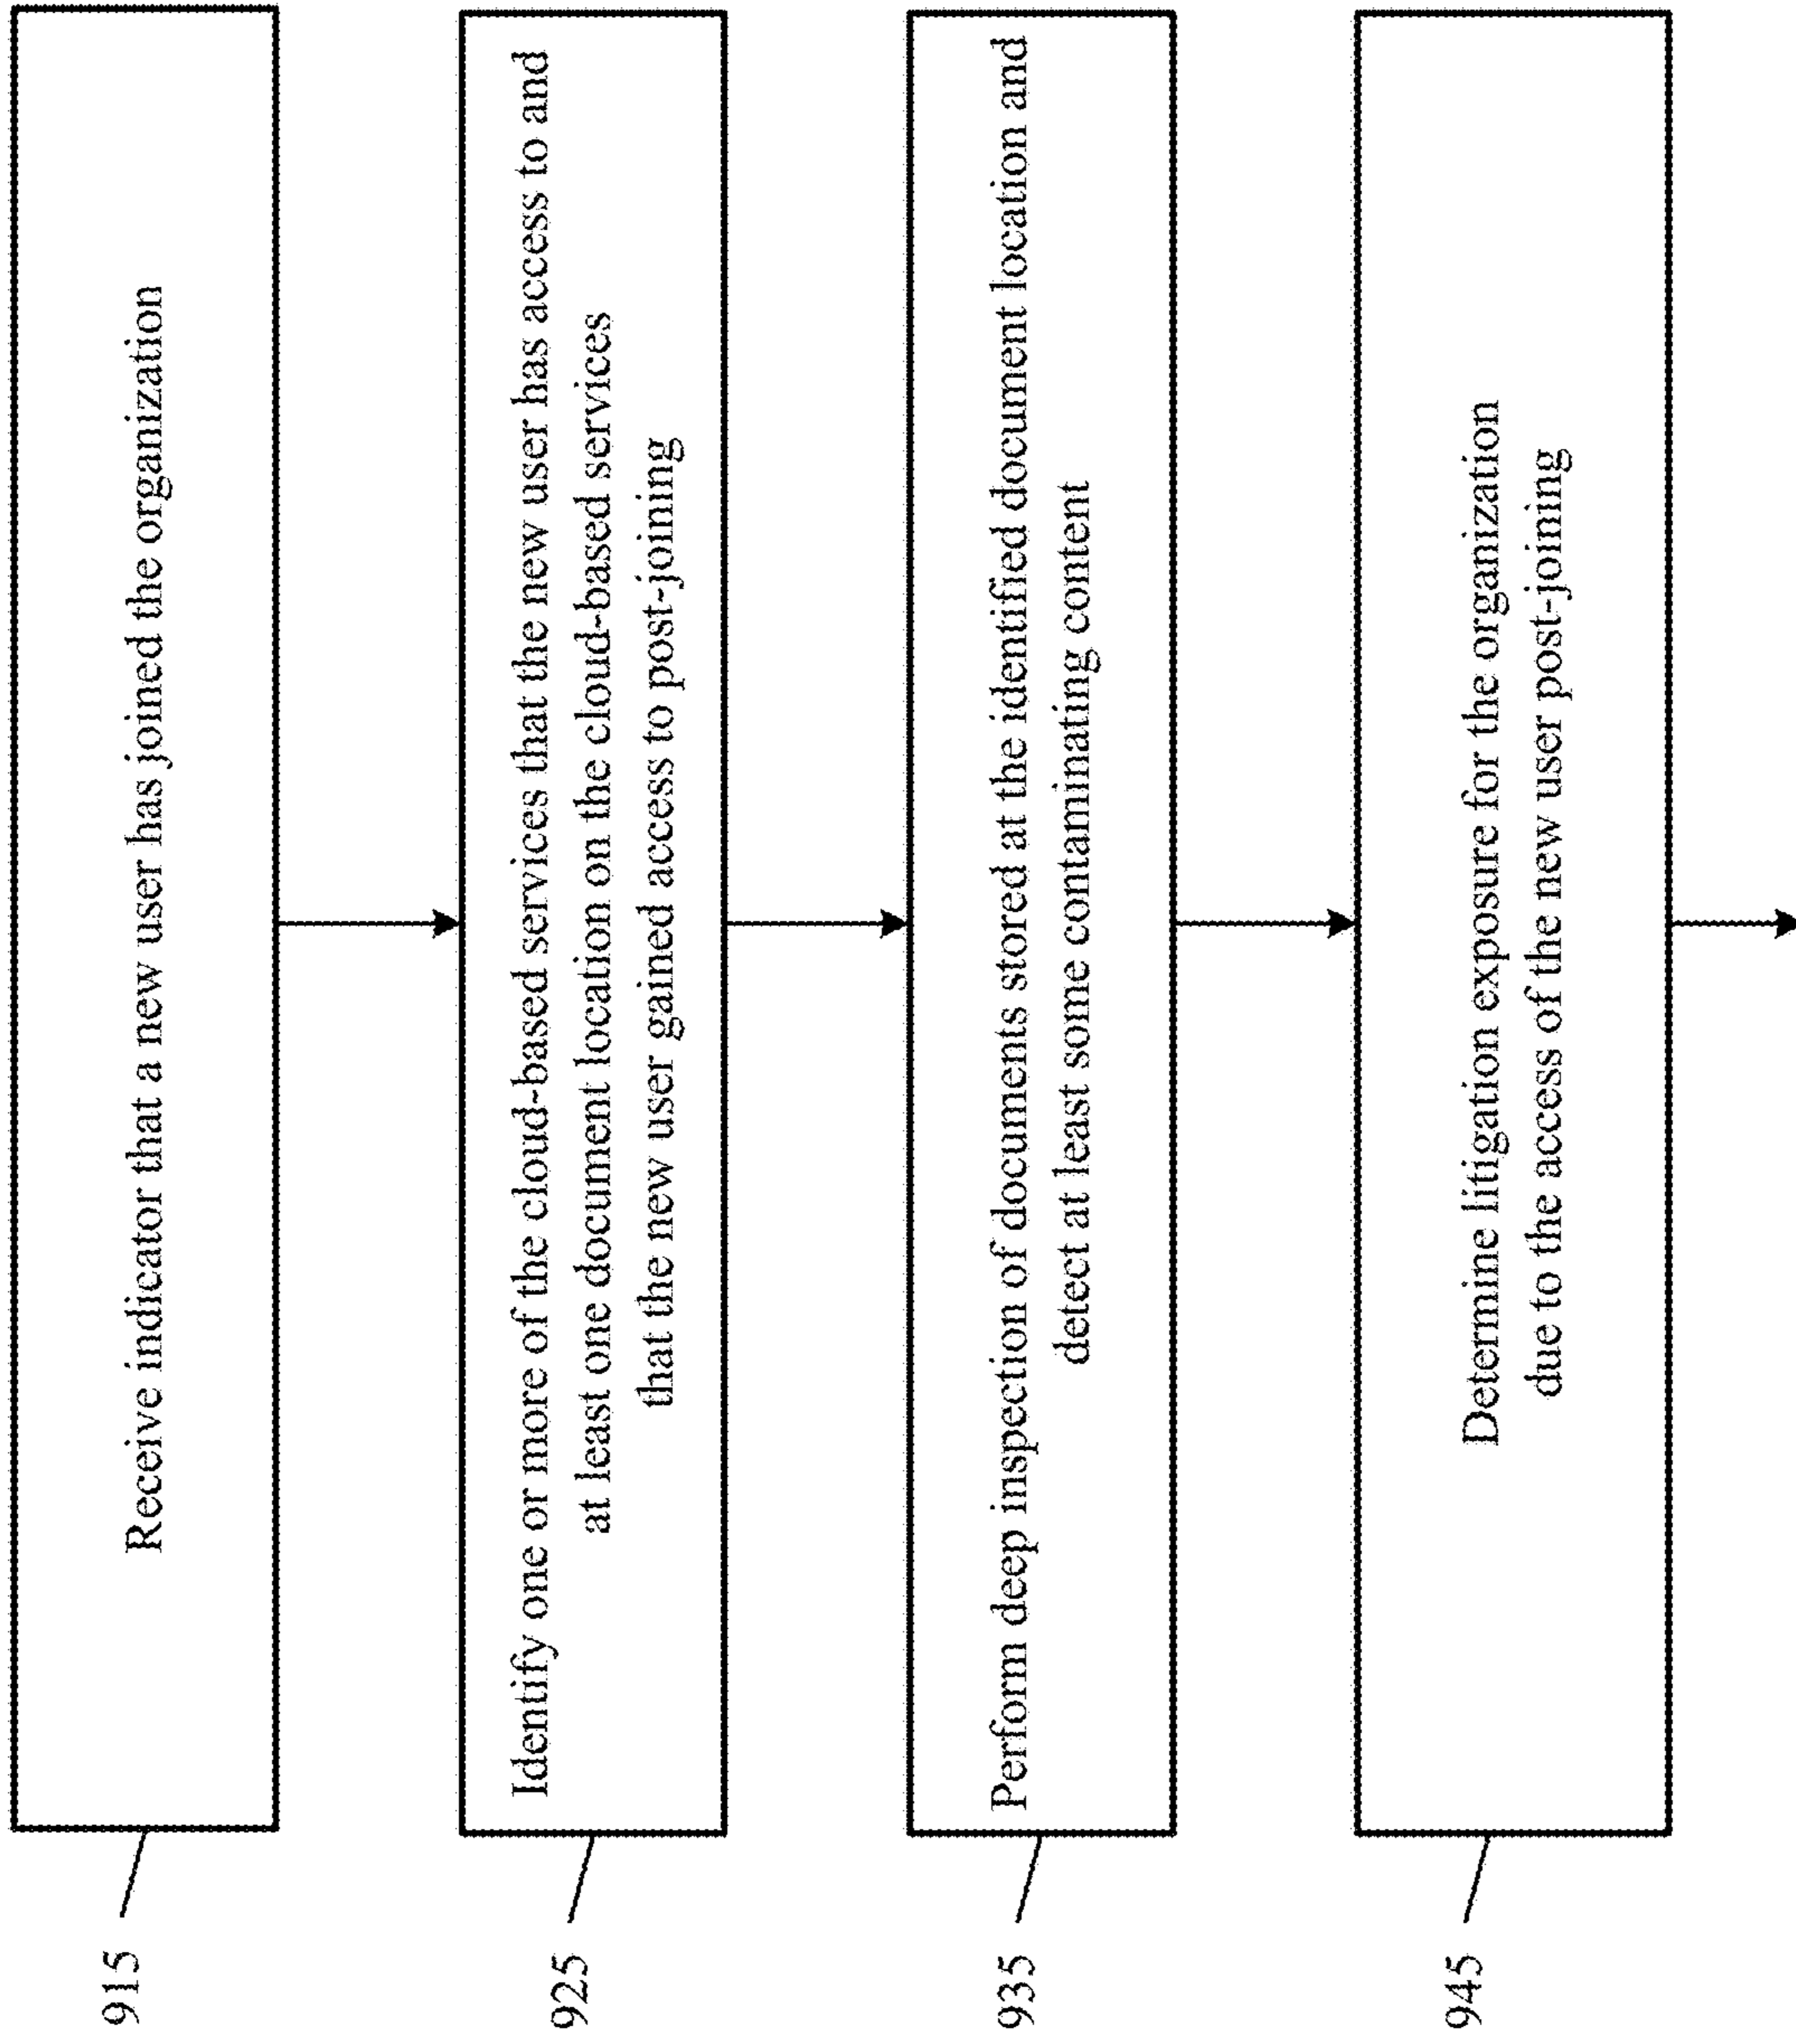 915
Receive indicator that a new user has joined the organization
925
Identify one or more of the cloud-based services that the new user has access to and
at least one document location on the cloud-based services
that the new user gained access to post-joining
935
Perform deep inspection of documents stored at the identified document location and
detect at least some contaminating content
945
Determine litigation exposure for the organization
due to the access of the new user post-joining